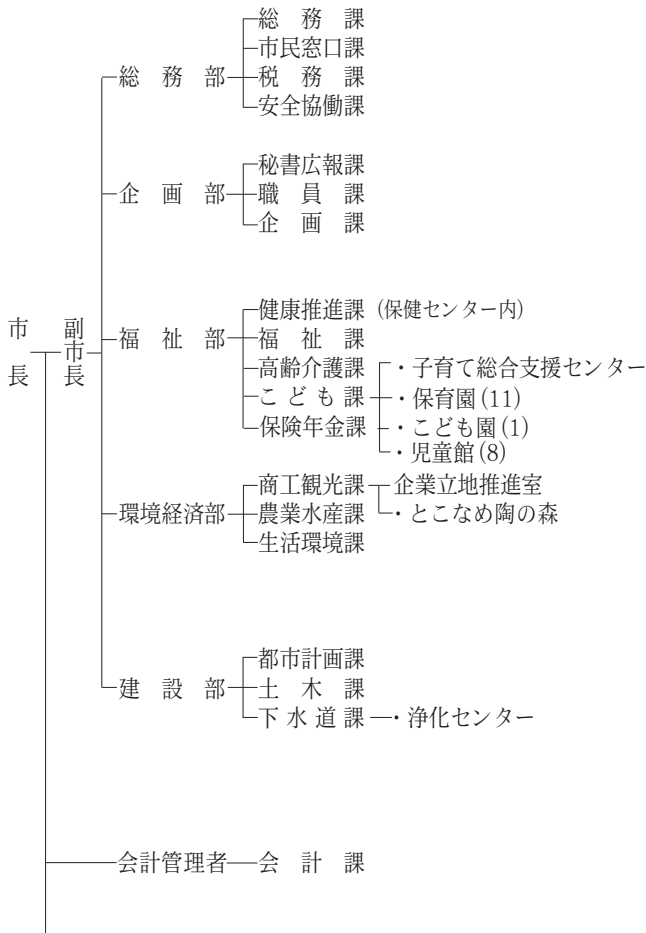 総務課
市民窓口課
総務部 税務課
安全協働課
秘書広報課
企画部 職員課
企画課
市長
副市長
健康推進課 (保健センター内)
福祉部 福祉課
高齢介護課 ・子育て総合支援センター
こども課 ・保育園(11)
保険年金課 ・こども園(1)
・児童館(8)
商工観光課 企業立地推進室
環境経済部 農業水産課 ・とこなめ陶の森
生活環境課
都市計画課
建設部 土木課
下水道課 ・浄化センター
会計管理者 会計課